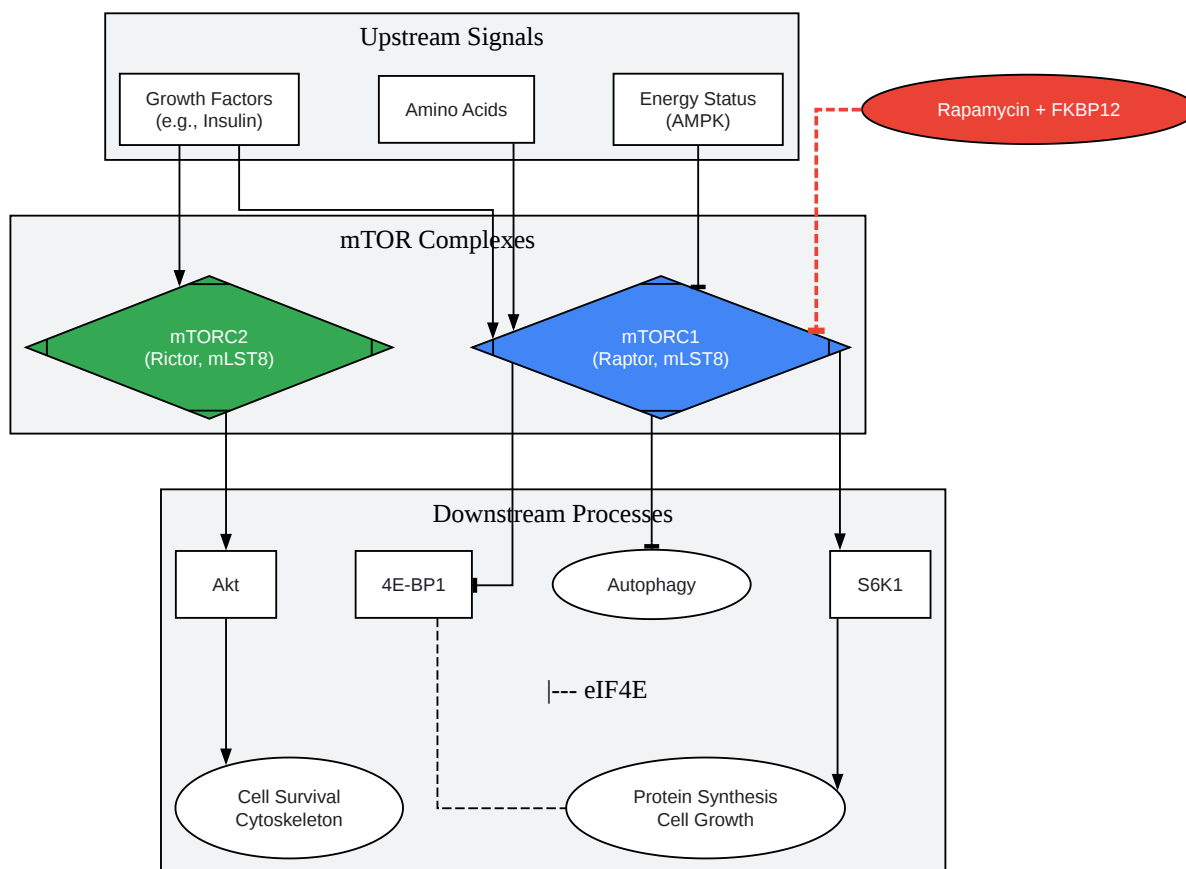 Upstream Signals
Growth Factors
(e.g., Insulin)
Amino Acids
Energy Status
(AMPK)
Rapamycin + FKBP12
mTOR Complexes
mTORC2
(Rictor, mLST8)
mTORC1
(Raptor, mLST8)
Downstream Processes
Akt
4E-BP1
Autophagy
S6K1
|--- eIF4E
Cell Survival
Cytoskeleton
Protein Synthesis
Cell Growth